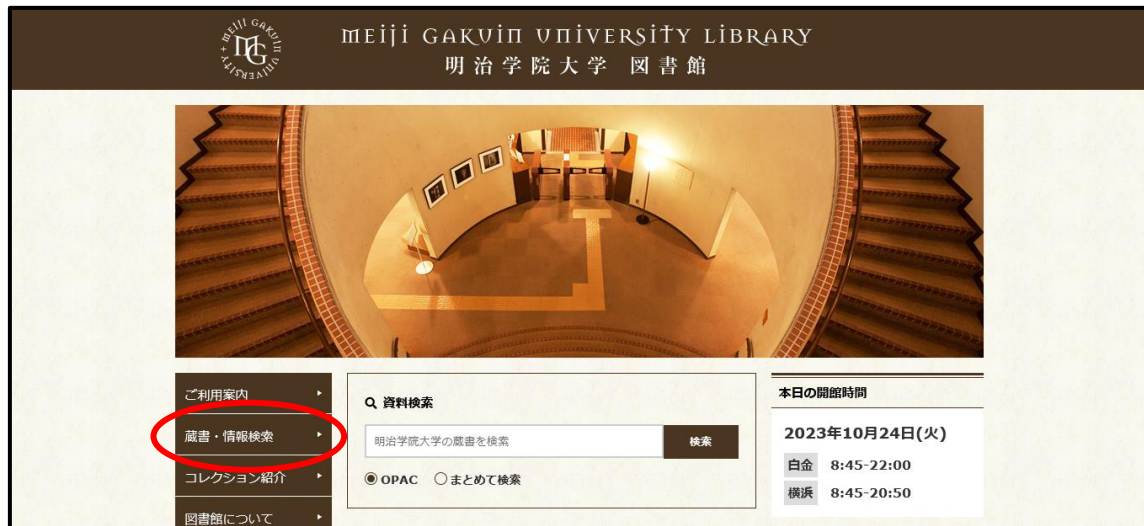 MEIJI GAKUIN UNIVERSITY
MG
MEIJI GAKUIN UNIVERSITY LIBRARY
明治学院大学 図書館
ご利用案内
蔵書・情報検索
コレクション紹介
図書館について
資料検索
明治学院大学の蔵書を検索
検索
OPAC まとめて検索
本日の開館時間
2023年10月24日(火)
白金 8:45-22:00
横浜 8:45-20:50